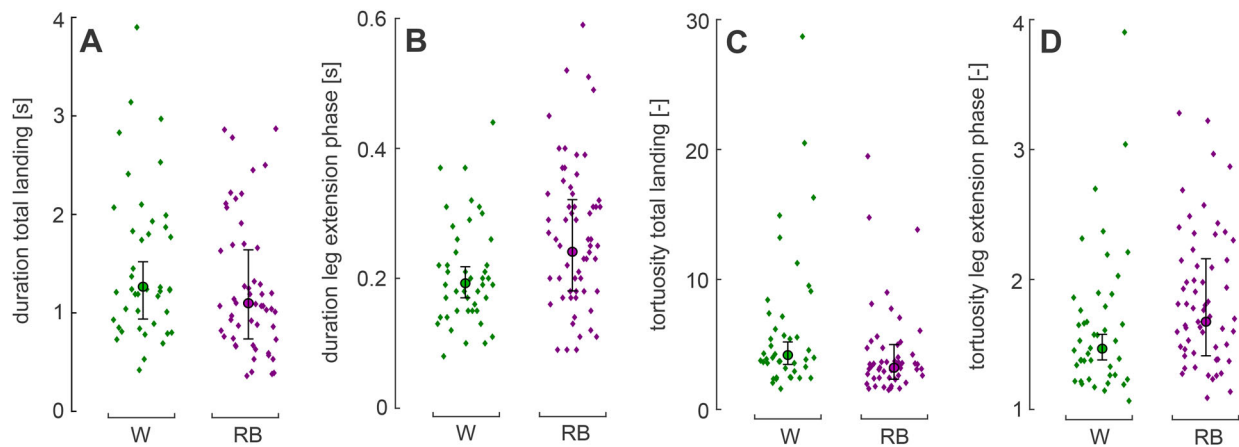 A
duration total landing [s]
4
3
2
1
0
W
RB
B
duration leg extension phase [s]
0.6
0.4
0.2
0.0
W
RB
C
tortuosity total landing [-]
30
20
10
0
W
RB
D
tortuosity leg extension phase [-]
4
3
2
1
W
RB